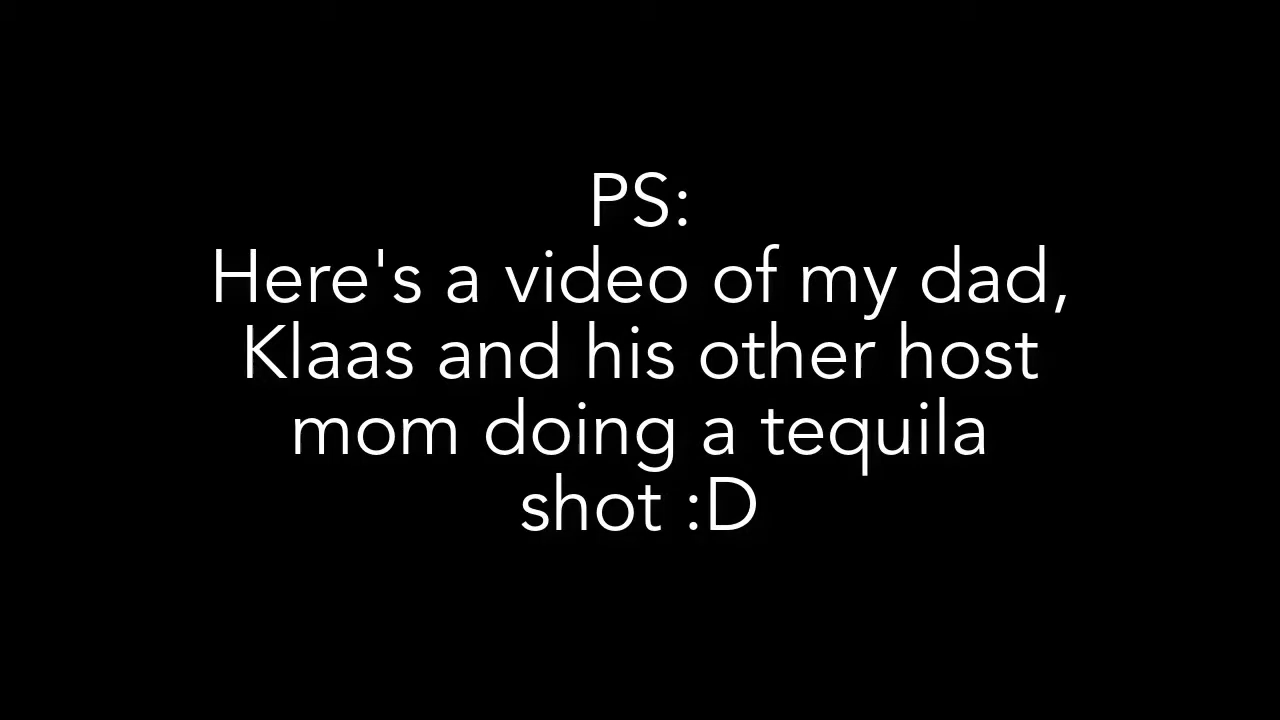 PS:
Here's a video of my dad,
Klaas and his other host
mom doing a tequila
shot :D